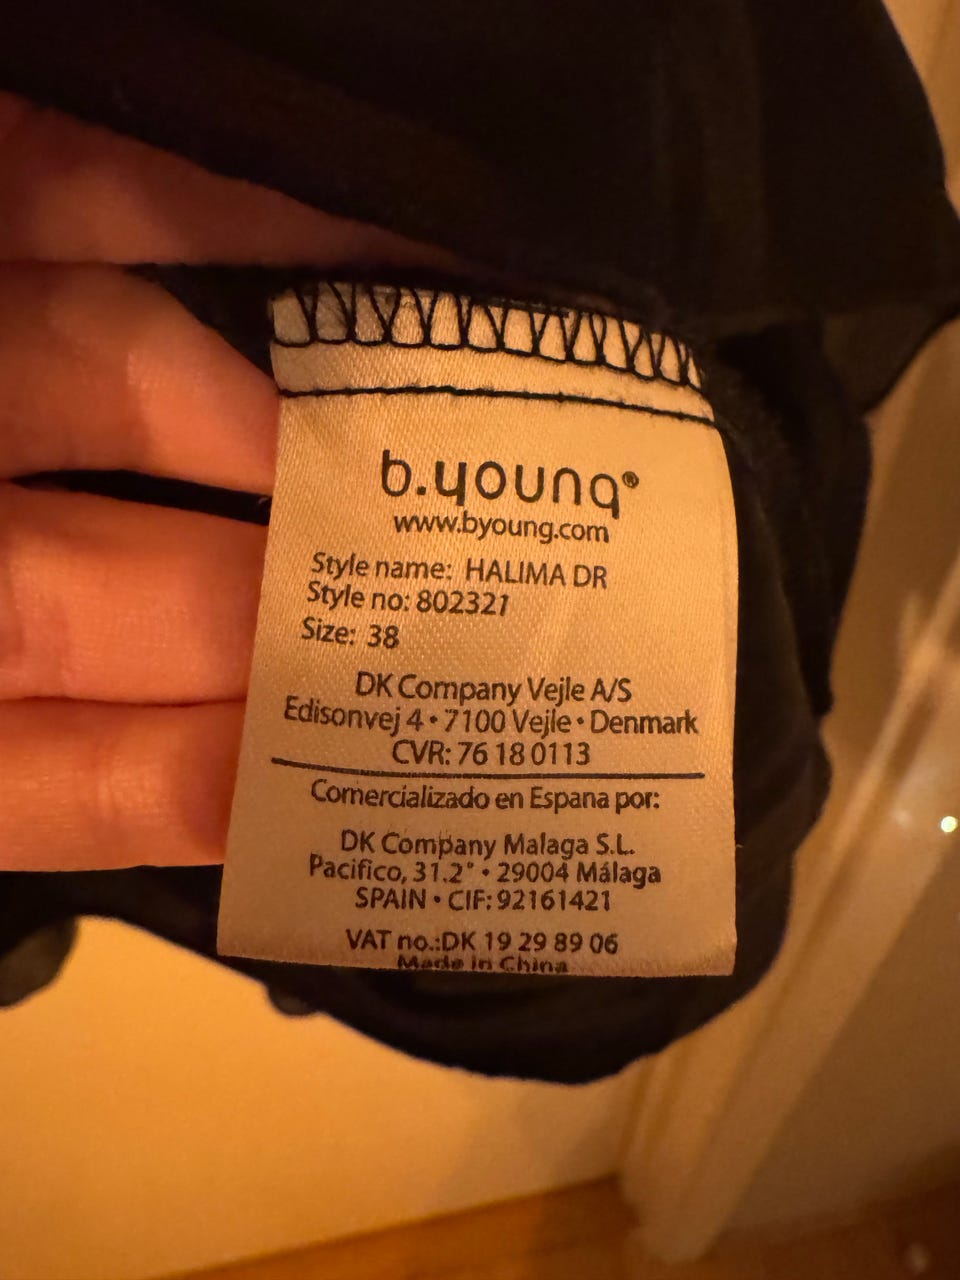 b.young®
www.byoung.com
Style name: HALIMA DR
Style no: 802321
Size: 38
DK Company Vejle A/S
Edisonvej 4 • 7100 Vejle • Denmark
CVR: 76 18 0113
Comercializado en Espana por:
DK Company Malaga S.L.
Pacifico, 31.2° • 29004 Málaga
SPAIN • CIF: 92161421
VAT no.:DK 19 29 89 06
Made in China